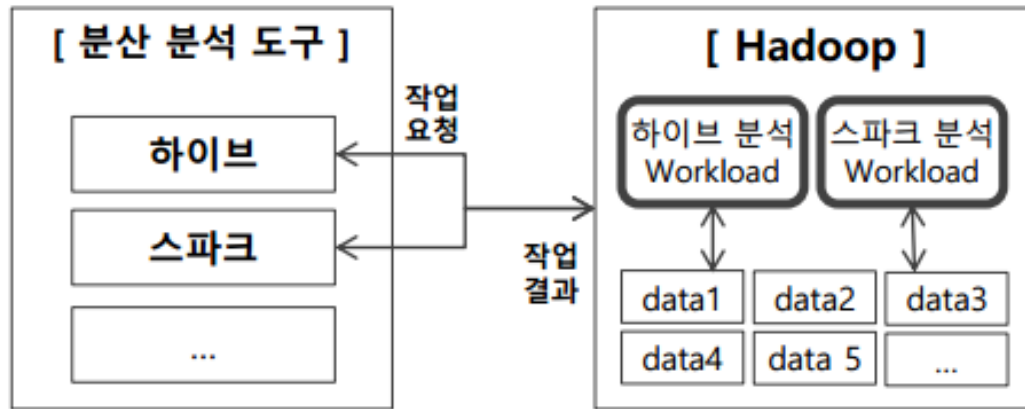 [ 분산 분석 도구 ]
하이브
스파크
...
작업
요청
작업
결과
[ Hadoop ]
하이브 분석
Workload
스파크 분석
Workload
data1
data2
data3
data4
data 5
...